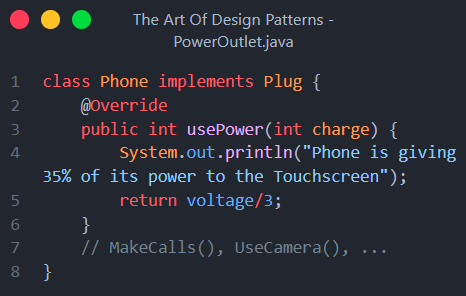 The Art Of Design Patterns -
PowerOutlet.java
1 class Phone implements Plug {
2 @Override
3 public int usePower(int charge) {
4 System.out.println("Phone is giving
35% of its power to the Touchscreen");
5 return voltage/3;
6 }
7 // MakeCalls(), UseCamera(), ...
8 }